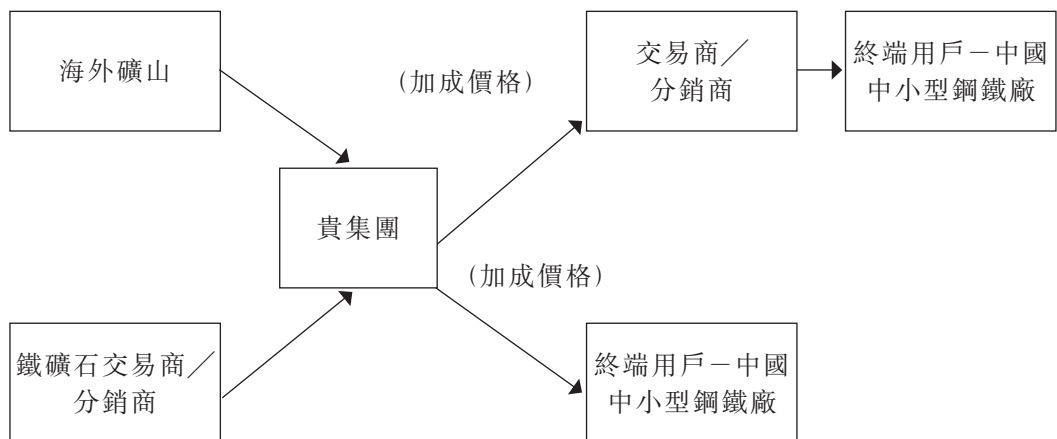 海外礦山
(加成價格)
交易商／
分銷商
終端用戶－中國
中小型鋼鐵廠
貴集團
(加成價格)
鐵礦石交易商／
分銷商
終端用戶－中國
中小型鋼鐵廠